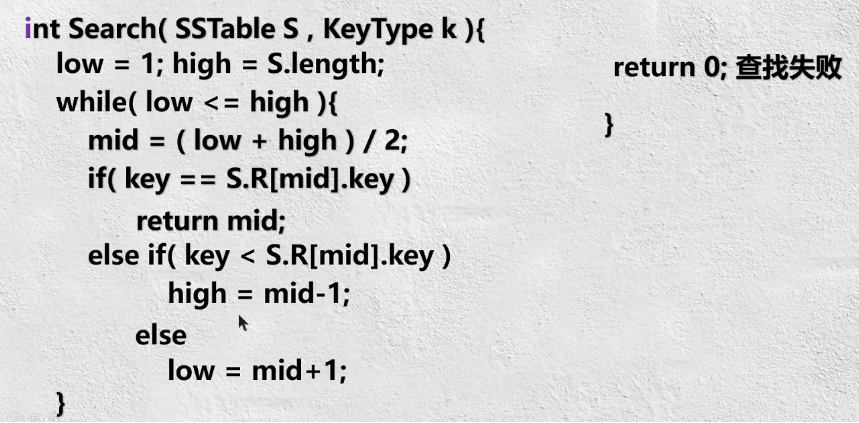 int Search( SSTable S , KeyType k ){
low = 1; high = S.length;
while( low <= high ){
mid = ( low + high ) / 2;
if( key == S.R[mid].key )
return mid;
else if( key < S.R[mid].key )
high = mid-1;
else
low = mid+1;
}
return 0; 查找失败
}